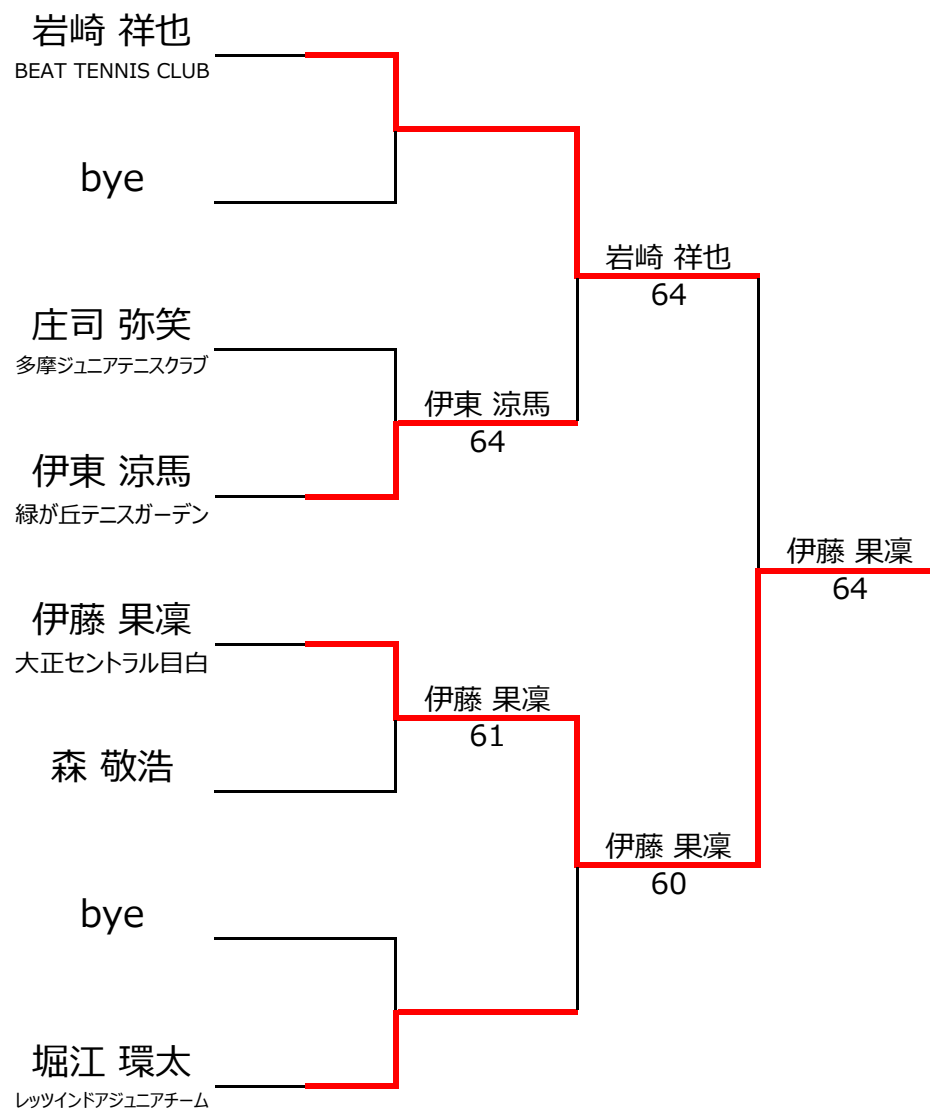 岩崎 祥也
BEAT TENNIS CLUB
bye
岩崎 祥也
64
庄司 弥笑
多摩ジュニアテニスクラブ
伊東 涼馬
64
伊東 涼馬
緑が丘テニスガーデン
伊藤 果凜
64
伊藤 果凜
大正セントラル目白
伊藤 果凜
61
森 敬浩
伊藤 果凜
60
bye
堀江 環太
レッツインドアジュニアチーム